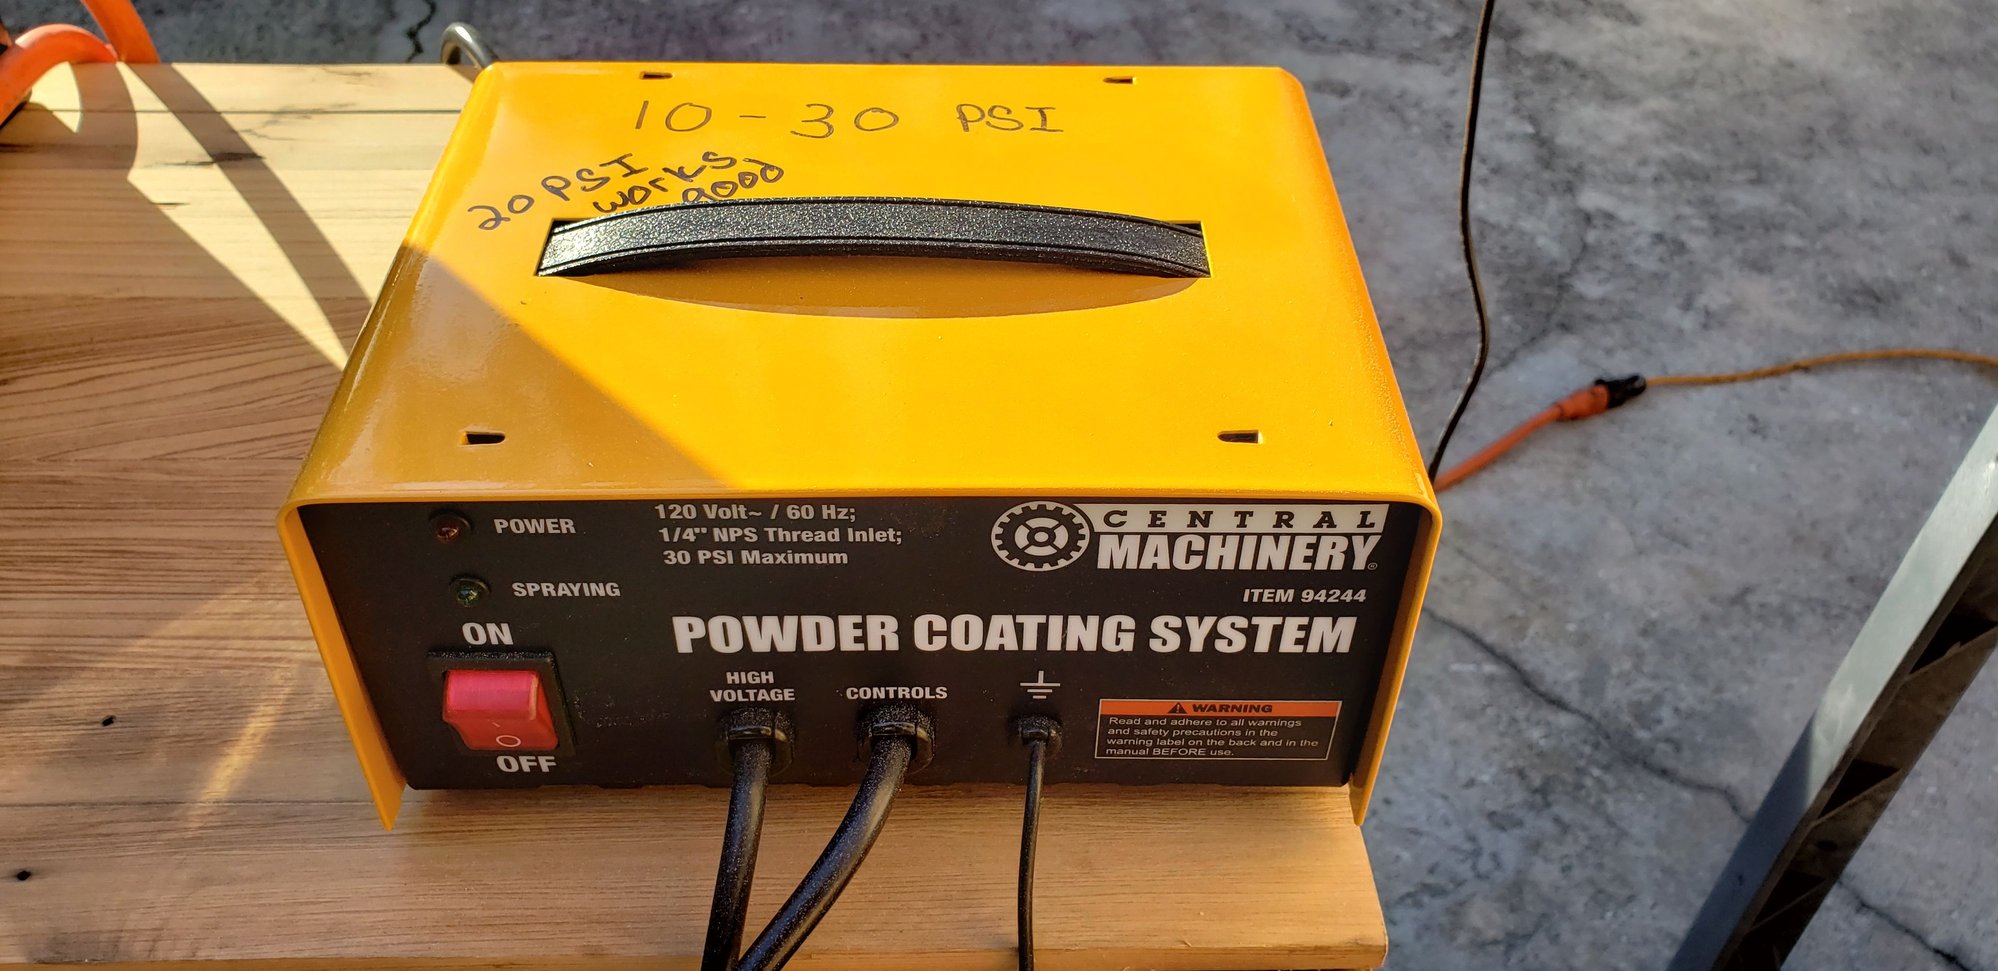 10 - 30 PSI
20 PSI
works
good
POWER
SPRAYING
ON
OFF
120 Volt~ / 60 Hz;
1/4" NPS Thread Inlet;
30 PSI Maximum
CENTRAL
MACHINERY®
ITEM 94244
POWDER COATING SYSTEM
HIGH
VOLTAGE
CONTROLS
WARNING
Read and adhere to all warnings
and safety precautions in the
warning label on the back and in the
manual BEFORE use.